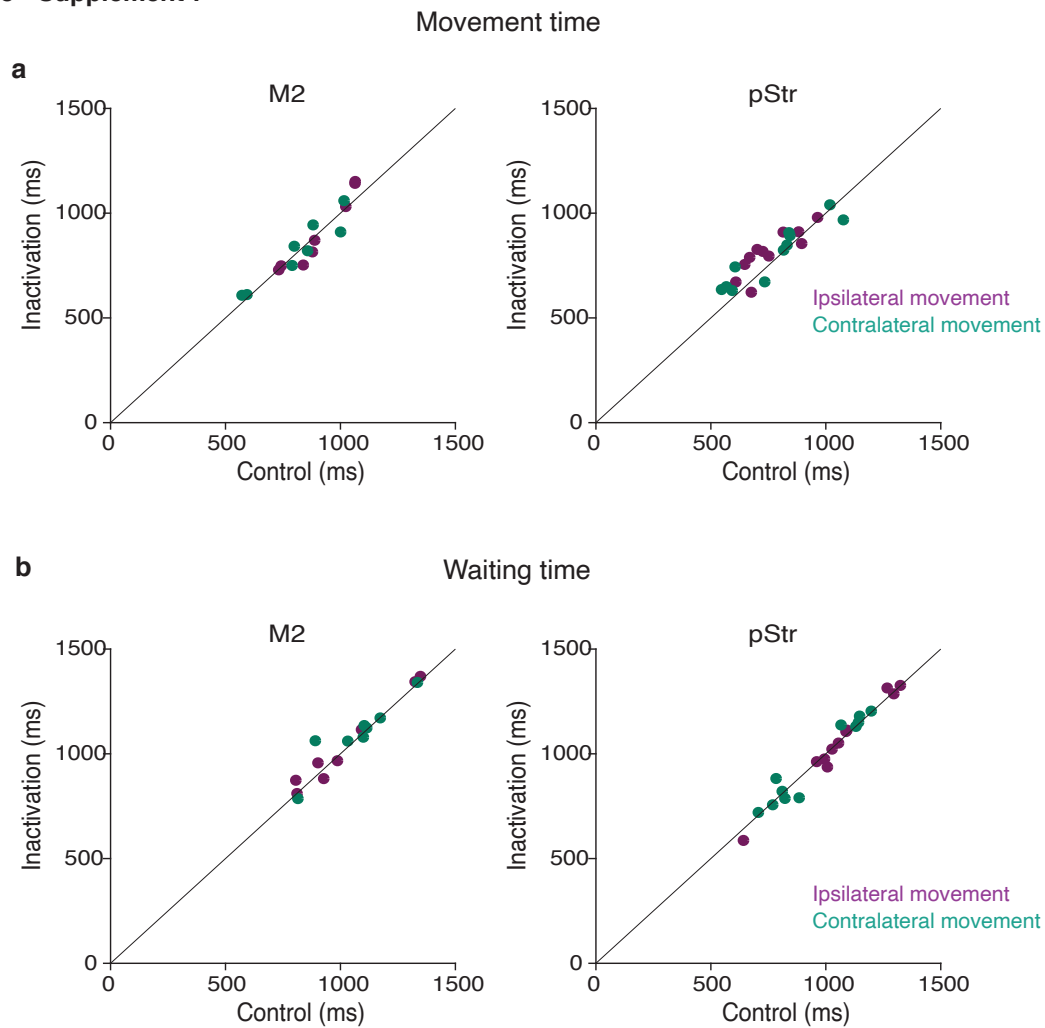 Supplement
Movement time
a
M2
pStr
1500
1000
500
0
0
500
1000
1500
Inactivation (ms)
Control (ms)
1500
1000
500
0
0
500
1000
1500
Inactivation (ms)
Control (ms)
Ipsilateral movement
Contralateral movement
b
Waiting time
M2
pStr
1500
1000
500
0
0
500
1000
1500
Inactivation (ms)
Control (ms)
1500
1000
500
0
0
500
1000
1500
Inactivation (ms)
Control (ms)
Ipsilateral movement
Contralateral movement